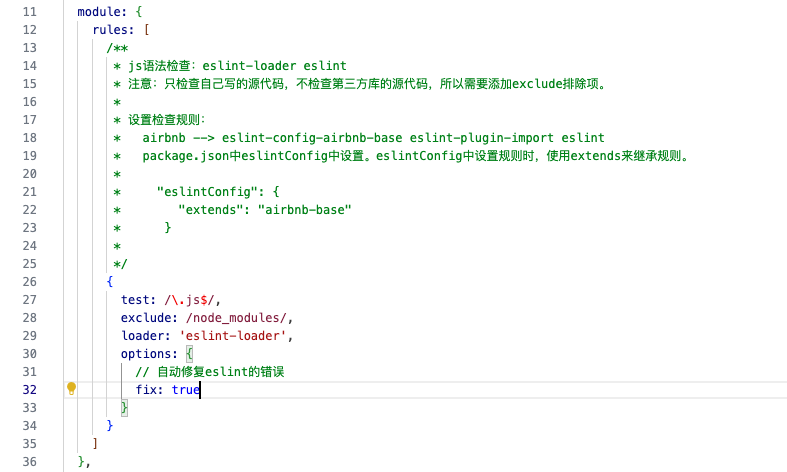 11 module: {
12 rules: [
13 /**
14 * js语法检查：eslint-loader eslint
15 * 注意：只检查自己写的源代码，不检查第三方库的源代码，所以需要添加exclude排除项。
16 *
17 * 设置检查规则：
18 * airbnb --> eslint-config-airbnb-base eslint-plugin-import eslint
19 * package.json中eslintConfig中设置。eslintConfig中设置规则时，使用extends来继承规则。
20 *
21 * "eslintConfig": {
22 * "extends": "airbnb-base"
23 * }
24 *
25 */
26 {
27 test: /\.js$/,
28 exclude: /node_modules/,
29 loader: 'eslint-loader',
30 options: {
31 // 自动修复eslint的错误
32 fix: true
33 }
34 }
35 ]
36 },